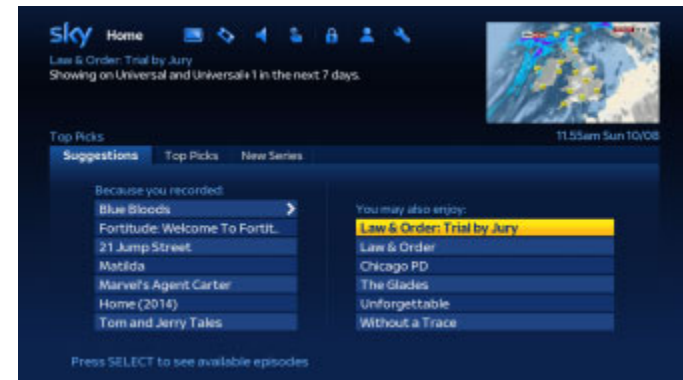 sky Home
Law & Order: Trial by Jury
Showing on Universal and Universal+1 in the next 7 days.
Top Picks
11.55am Sun 10/08
Suggestions Top Picks New Series
Because you recorded:
Blue Bloods
Fortitude: Welcome To Fortit..
21 Jump Street
Matilda
Marvel's Agent Carter
Home (2014)
Tom and Jerry Tales
You may also enjoy:
Law & Order: Trial by Jury
Law & Order
Chicago PD
The Glades
Unforgettable
Without a Trace
Press SELECT to see available episodes